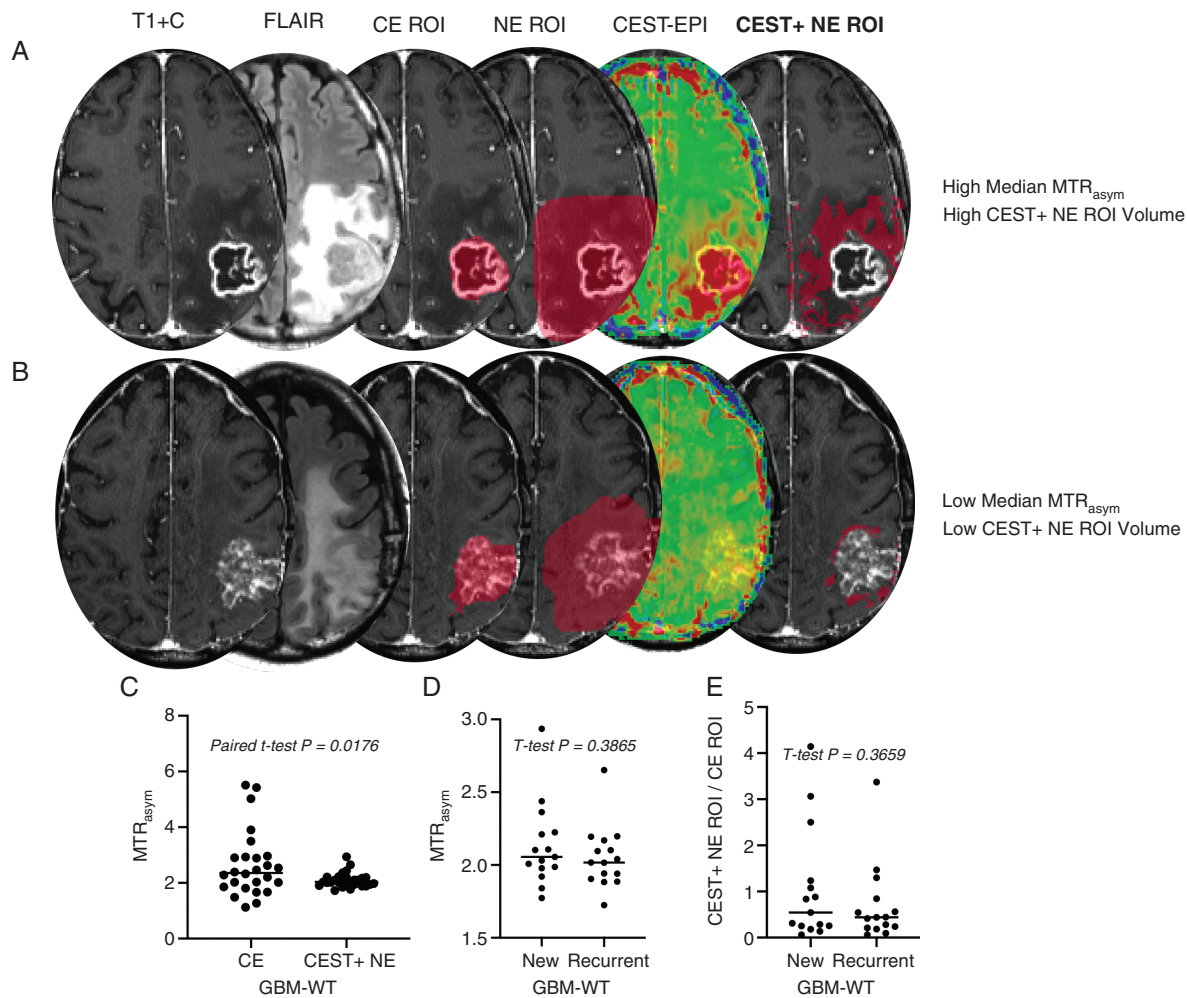 T1+C FLAIR CE ROI NE ROI CEST-EPI CEST+ NE ROI
A
High Median MTRasym
High CEST+ NE ROI Volume
B
Low Median MTRasym
Low CEST+ NE ROI Volume
C
8
6
4
2
0
MTRasym
Paired t-test P = 0.0176
CE CEST+ NE
GBM-WT
D
3.0
2.5
2.0
1.5
MTRasym
T-test P = 0.3865
New Recurrent
GBM-WT
E
5
4
3
2
1
0
CEST+ NE ROI / CE ROI
T-test P = 0.3659
New Recurrent
GBM-WT